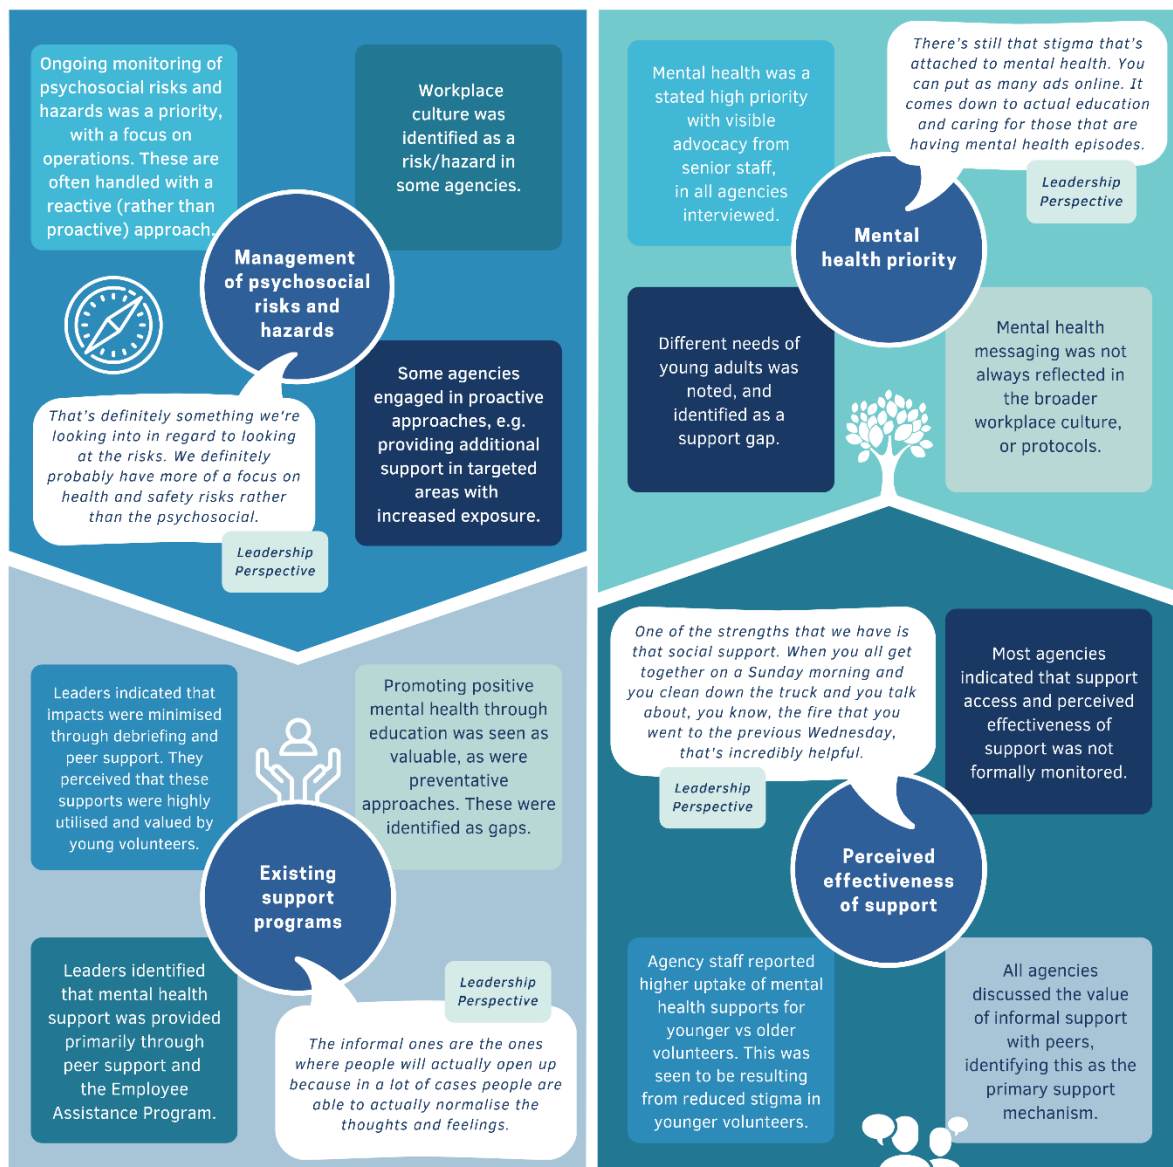 Ongoing monitoring of
psychosocial risks and
hazards was a priority,
with a focus on
operations. These are
often handled with a
reactive (rather than
proactive) approach.
Workplace
culture was
identified as a
risk/hazard in
some agencies.
Management
of psychosocial
risks and
hazards
That's definitely something we're
looking into in regard to looking
at the risks. We definitely
probably have more of a focus on
health and safety risks rather
than the psychosocial.
Leadership
Perspective
Some agencies
engaged in proactive
approaches, e.g.
providing additional
support in targeted
areas with
increased exposure.
Mental health was a
stated high priority
with visible
advocacy from
senior staff,
in all agencies
interviewed.
There's still that stigma that's
attached to mental health. You
can put as many ads online. It
comes down to actual education
and caring for those that are
having mental health episodes.
Leadership
Perspective
Mental
health priority
Different needs of
young adults was
noted, and
identified as a
support gap.
Mental health
messaging was not
always reflected in
the broader
workplace culture,
or protocols.
Leaders indicated that
impacts were minimised
through debriefing and
peer support. They
perceived that these
supports were highly
utilised and valued by
young volunteers.
Promoting positive
mental health through
education was seen as
valuable, as were
preventative
approaches. These were
identified as gaps.
Existing
support
programs
Leaders identified
that mental health
support was provided
primarily through
peer support and
the Employee
Assistance Program.
Leadership
Perspective
The informal ones are the ones
where people will actually open up
because in a lot of cases people are
able to actually normalise the
thoughts and feelings.
One of the strengths that we have is
that social support. When you all get
together on a Sunday morning and
you clean down the truck and you talk
about, you know, the fire that you
went to the previous Wednesday,
that's incredibly helpful.
Leadership
Perspective
Most agencies
indicated that support
access and perceived
effectiveness of
support was not
formally monitored.
Perceived
effectiveness
of support
Agency staff reported
higher uptake of mental
health supports for
younger vs older
volunteers. This was
seen to be resulting
from reduced stigma in
younger volunteers.
All agencies
discussed the value
of informal support
with peers,
identifying this as the
primary support
mechanism.